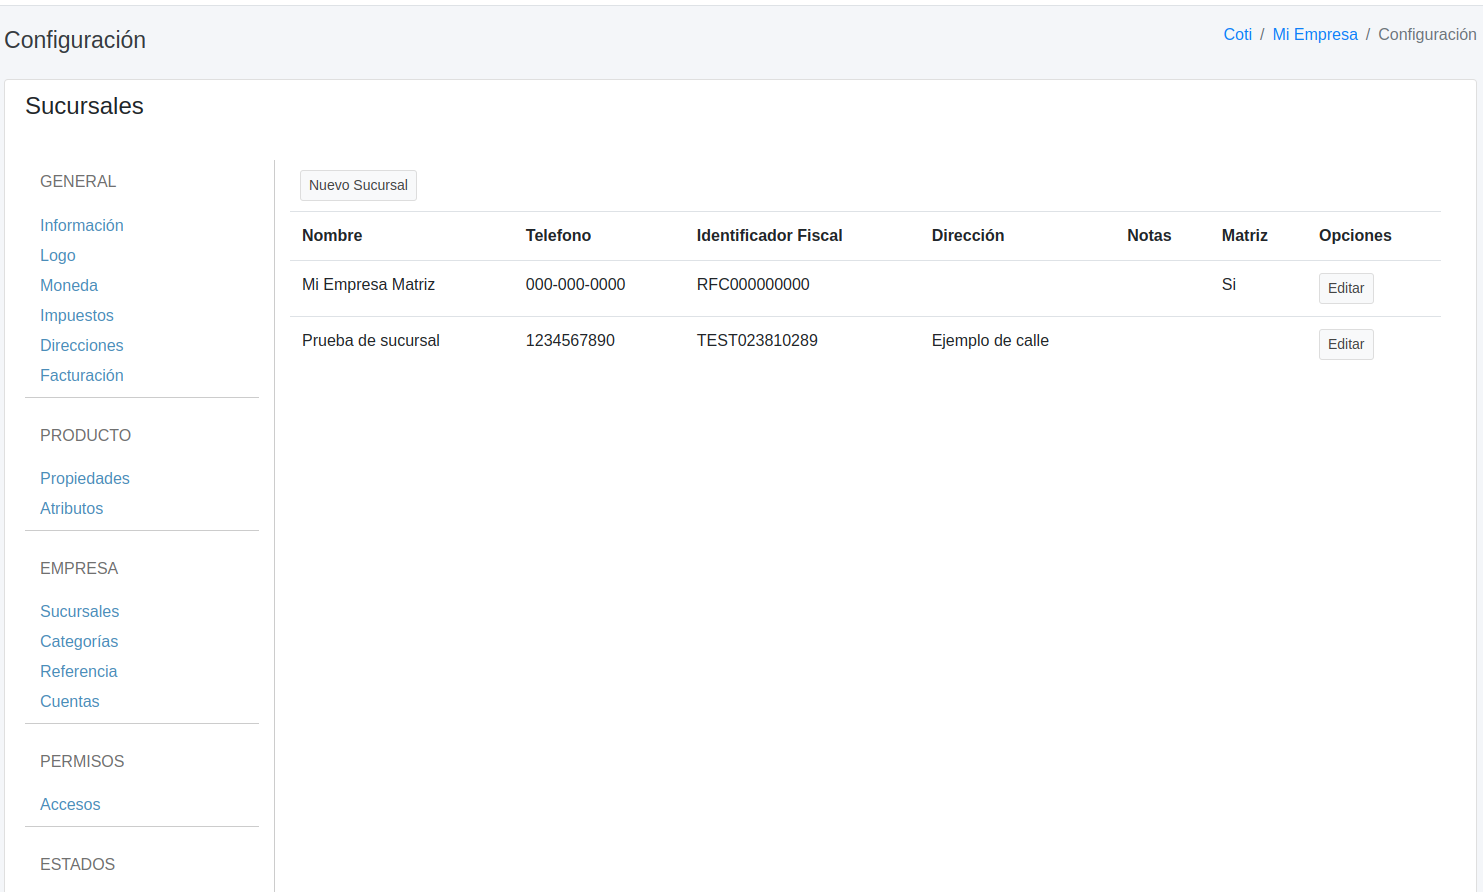 Configuración
Coti / Mi Empresa / Configuración
Sucursales
GENERAL
Información
Logo
Moneda
Impuestos
Direcciones
Facturación
PRODUCTO
Propiedades
Atributos
EMPRESA
Sucursales
Categorías
Referencia
Cuentas
PERMISOS
Accesos
ESTADOS
Nuevo Sucursal
Nombre Telefono Identificador Fiscal Dirección Notas Matriz Opciones
Mi Empresa Matriz 000-000-0000 RFC000000000 Si Editar
Prueba de sucursal 1234567890 TEST023810289 Ejemplo de calle Editar